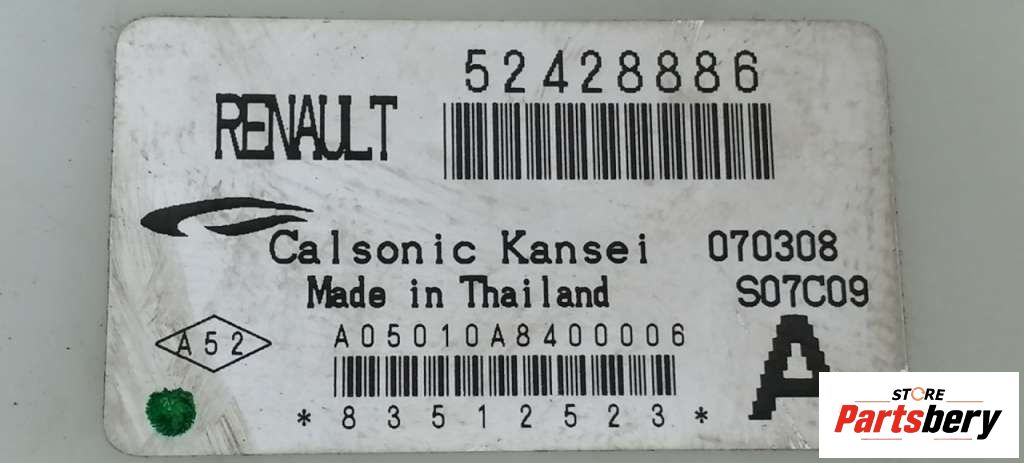 52428886
RENAULT
Calsonic Kansei 070308
Made in Thailand S07C09
A52 A05010A8400006
A
*83512523*
STORE
Partsbery